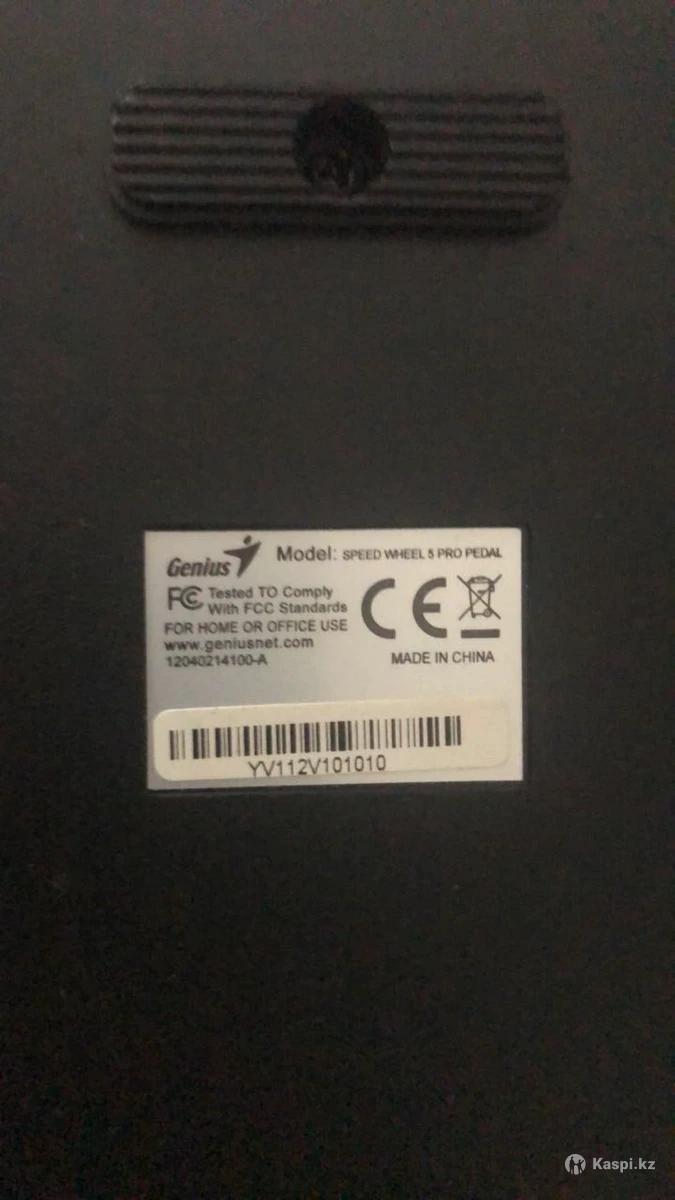 Genius Model: SPEED WHEEL 5 PRO PEDAL
FC Tested TO Comply
With FCC Standards
CE
FOR HOME OR OFFICE USE
www.geniusnet.com
12040214100-A
MADE IN CHINA
YV112V101010
Kaspi.kz